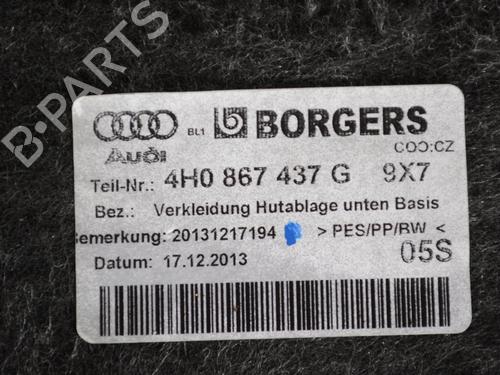 BL1 BORGERS
Audi COO:CZ
Teil-Nr.: 4H0 867 437 G 9X7
Bez.: Verkleidung Hutablage unten Basis
Bemerkung: 20131217194 > PES/PP/RW <
Datum: 17.12.2013 05S
B-PARTS